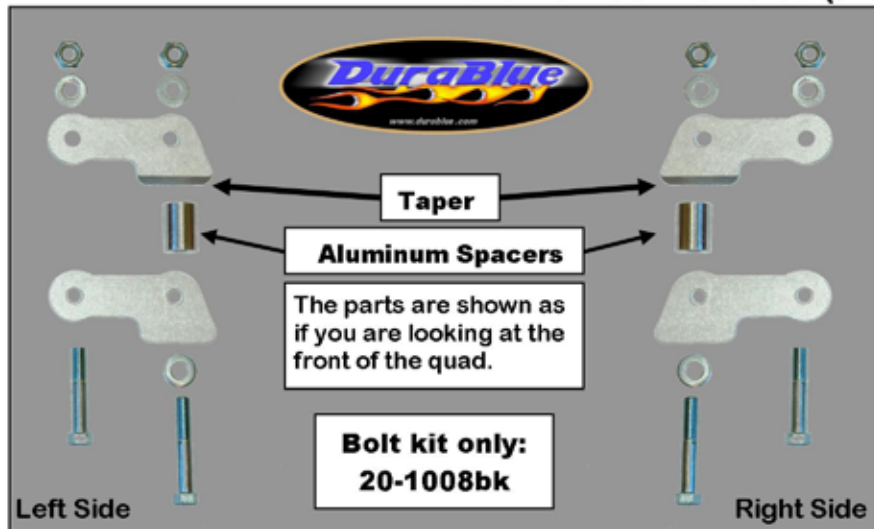 DuraBlue
www.durablue.com
Taper
Aluminum Spacers
The parts are shown as
if you are looking at the
front of the quad.
Bolt kit only:
20-1008bk
Left Side
Right Side